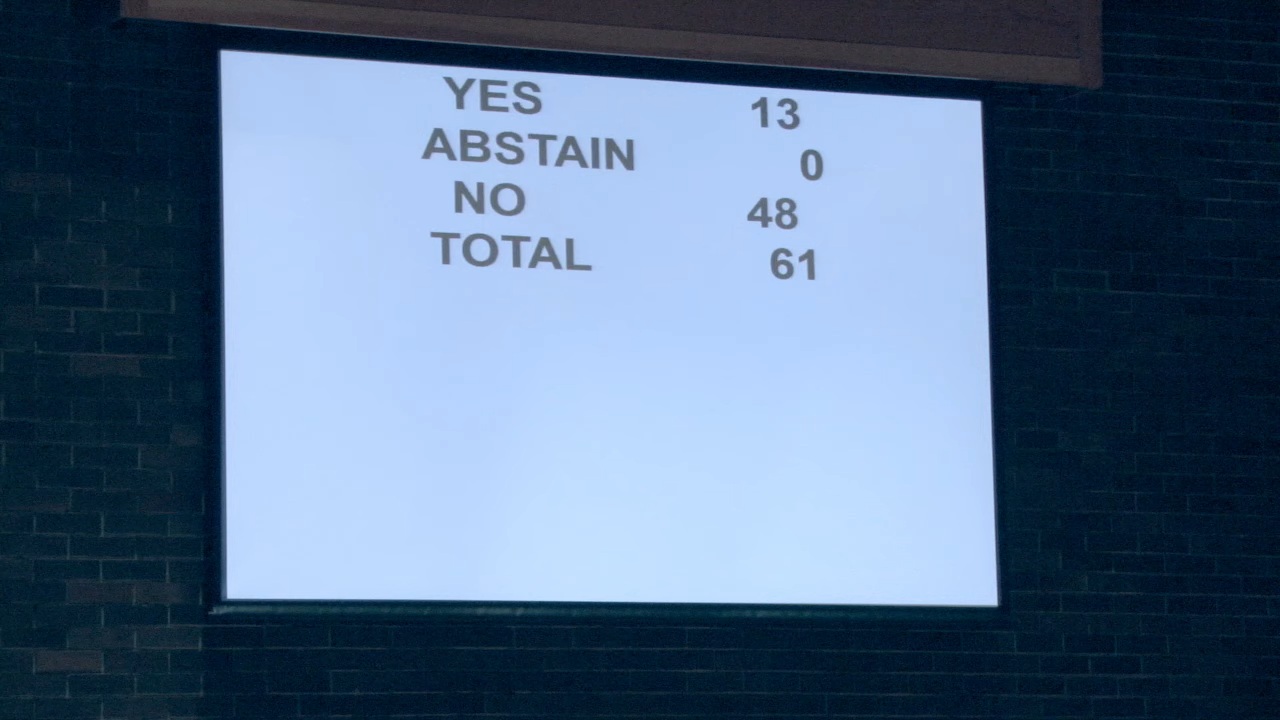 YES 13
ABSTAIN 0
NO 48
TOTAL 61